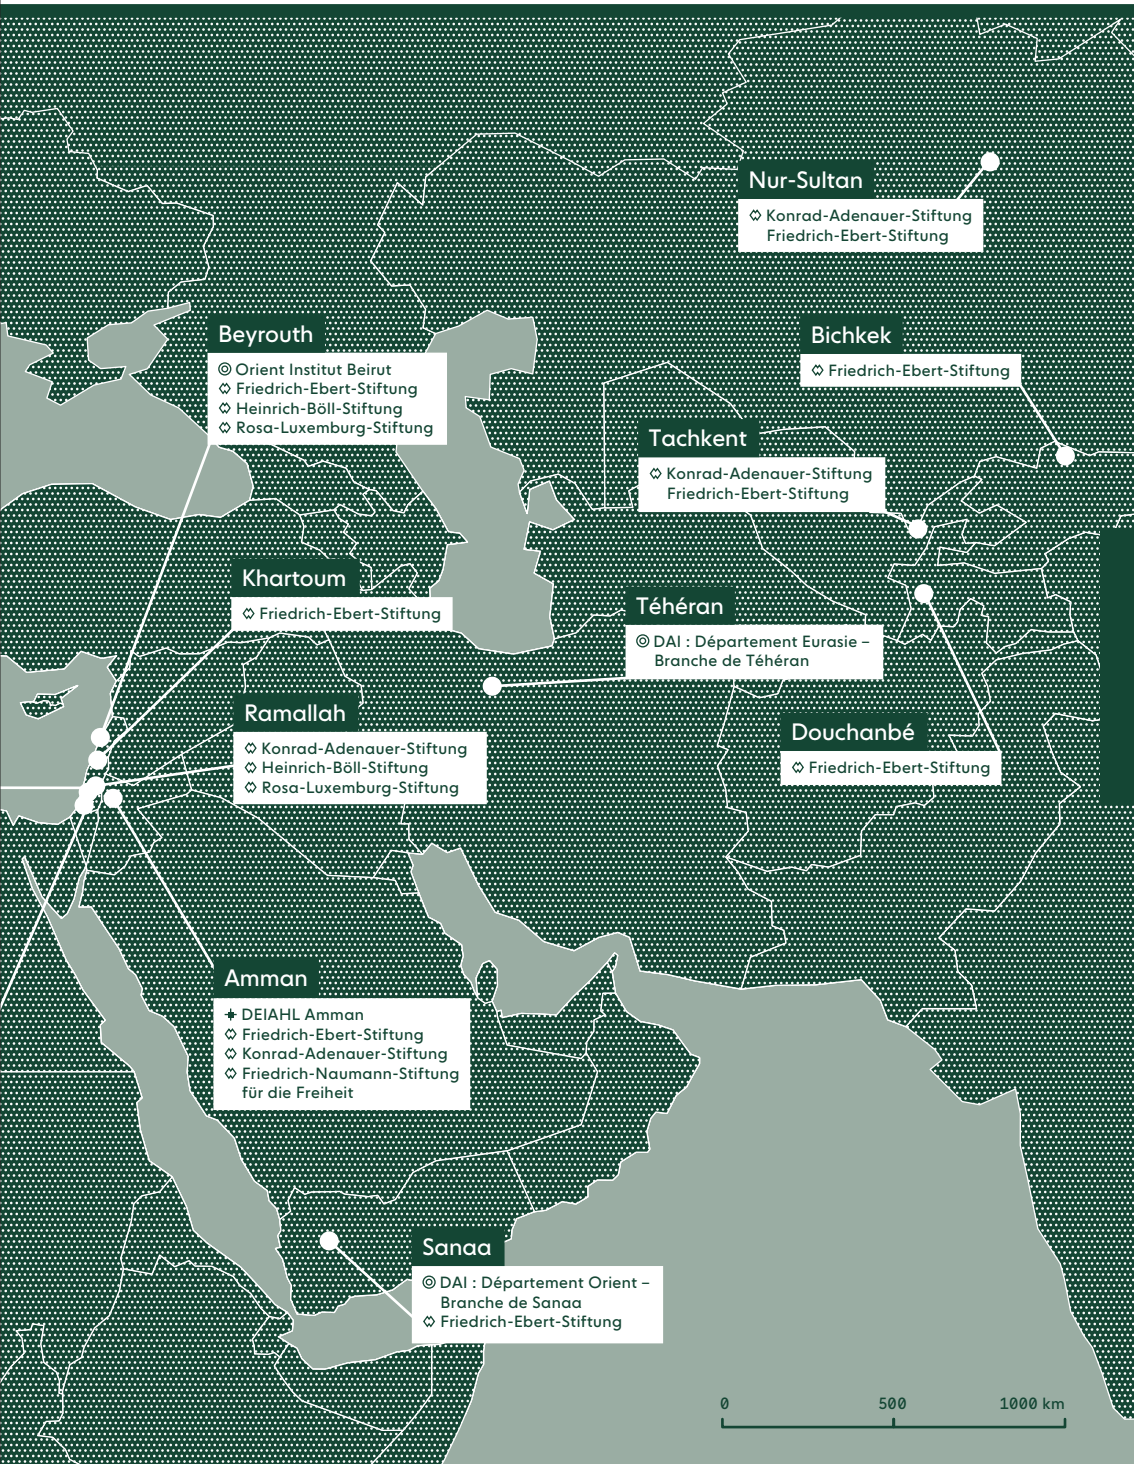 Nur-Sultan
Konrad-Adenauer-Stiftung
Friedrich-Ebert-Stiftung
Beyrouth
Orient Institut Beirut
Friedrich-Ebert-Stiftung
Heinrich-Böll-Stiftung
Rosa-Luxemburg-Stiftung
Bichkek
Friedrich-Ebert-Stiftung
Tachkent
Konrad-Adenauer-Stiftung
Friedrich-Ebert-Stiftung
Khartoum
Friedrich-Ebert-Stiftung
Téhéran
DAI : Département Eurasie –
Branche de Téhéran
Ramallah
Konrad-Adenauer-Stiftung
Heinrich-Böll-Stiftung
Rosa-Luxemburg-Stiftung
Douchanbé
Friedrich-Ebert-Stiftung
Amman
DEIAHL Amman
Friedrich-Ebert-Stiftung
Konrad-Adenauer-Stiftung
Friedrich-Naumann-Stiftung
für die Freiheit
Sanaa
DAI : Département Orient –
Branche de Sanaa
Friedrich-Ebert-Stiftung
0 500 1000 km